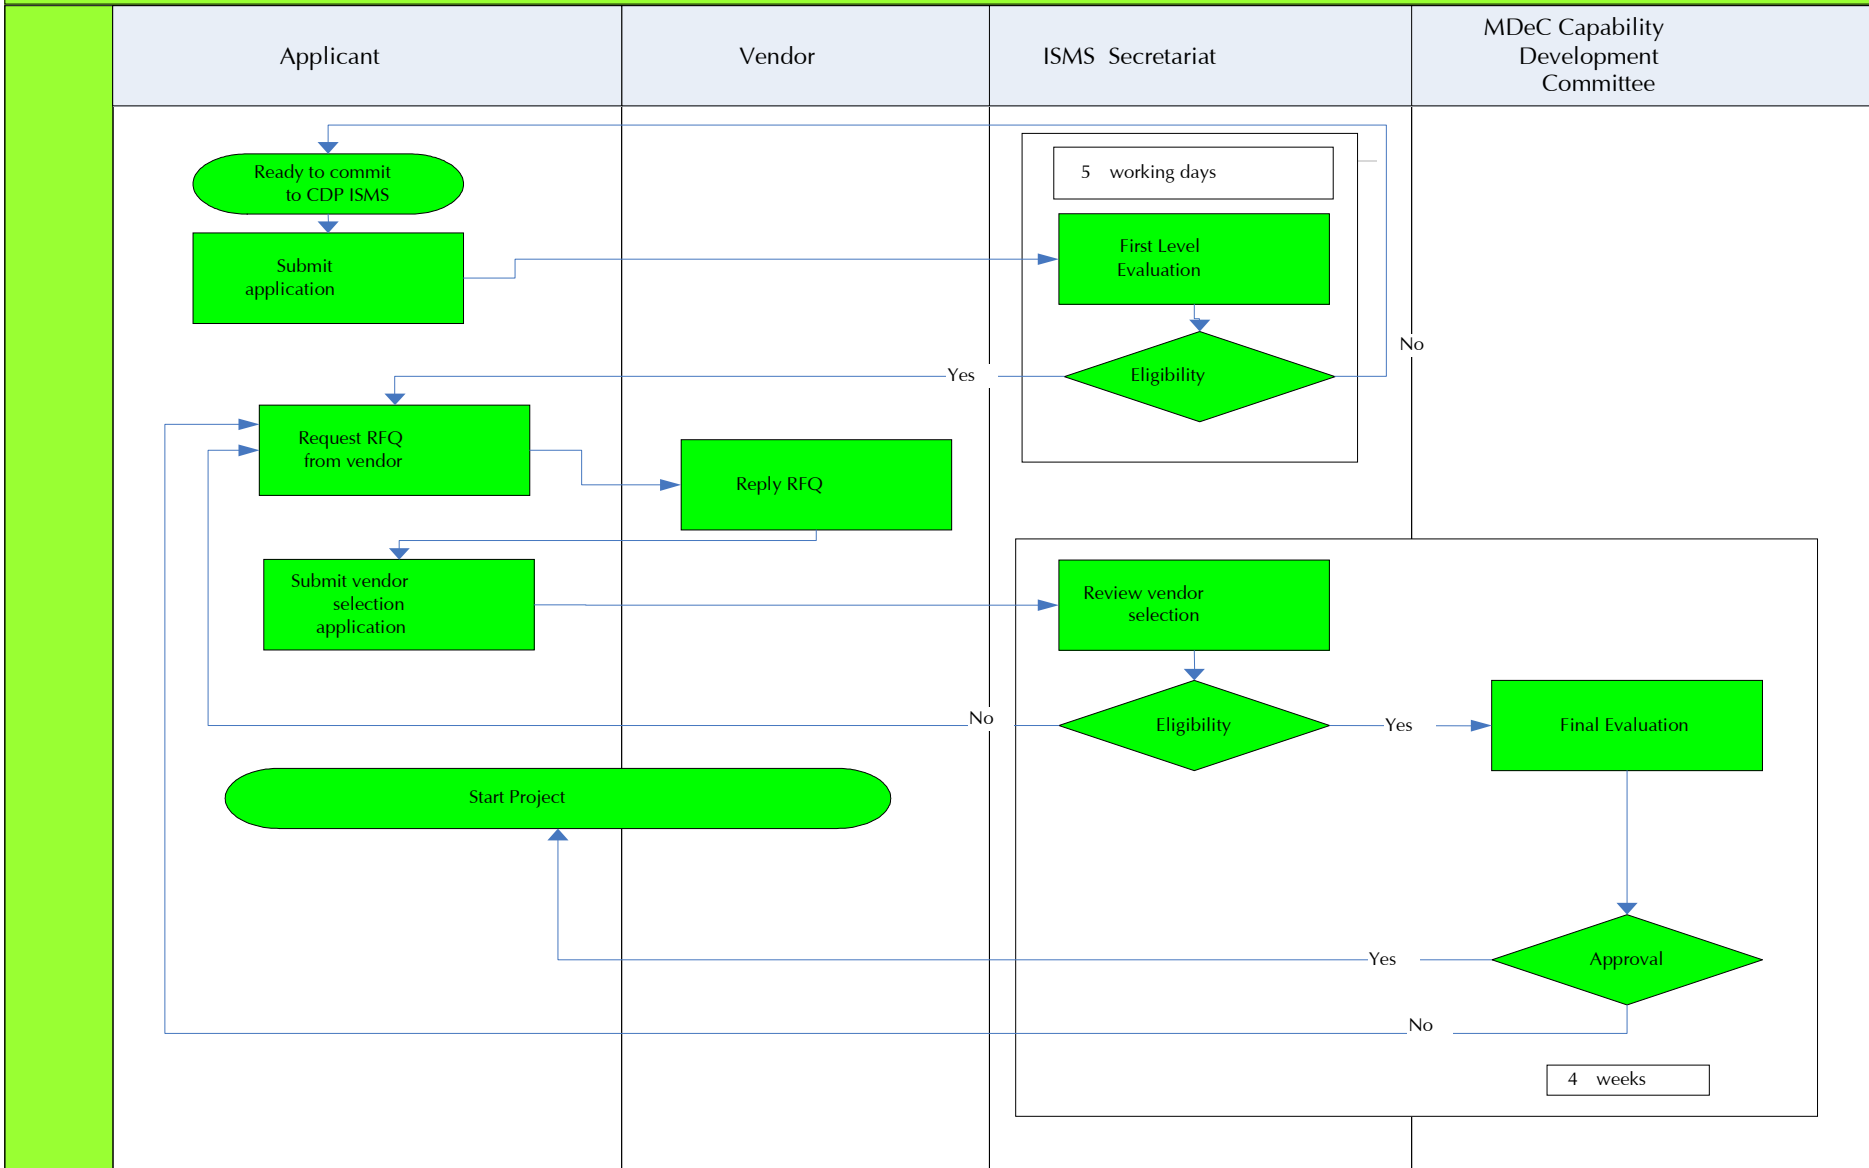 Applicant
Vendor
ISMS Secretariat
MDeC Capability
Development
Committee
Ready to commit
to CDP ISMS
5 working days
Submit
application
First Level
Evaluation
No
Yes
Eligibility
Request RFQ
from vendor
Reply RFQ
Submit vendor
selection
application
Review vendor
selection
No
Eligibility
Yes
Final Evaluation
Start Project
Yes
Approval
No
4 weeks